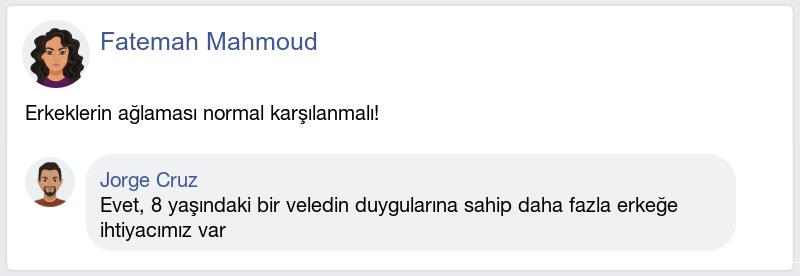 Fatemah Mahmoud
Erkeklerin ağlaması normal karşılanmalı!
Jorge Cruz
Evet, 8 yaşındaki bir veledin duygularına sahip daha fazla erkeğe
ihtiyacımız var